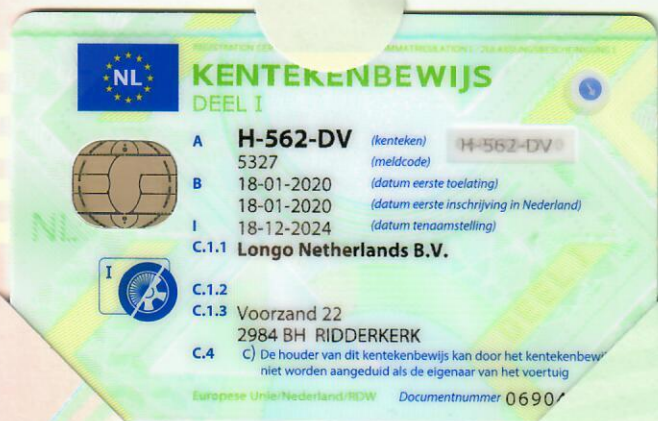 NL
KENTEKENBEWIJS
DEEL I
A H-562-DV (kenteken) H-562-DV
5327 (meldcode)
B 18-01-2020 (datum eerste toelating)
18-01-2020 (datum eerste inschrijving in Nederland)
I 18-12-2024 (datum tenaamstelling)
C.1.1 Longo Netherlands B.V.
NL
I
C.1.2
C.1.3 Voorzand 22
2984 BH RIDDERKERK
C.4 c) De houder van dit kentekenbewijs kan door het kentekenbewi
niet worden aangeduid als de eigenaar van het voertuig
Europese Unie/Nederland/RDW Documentnummer 0690